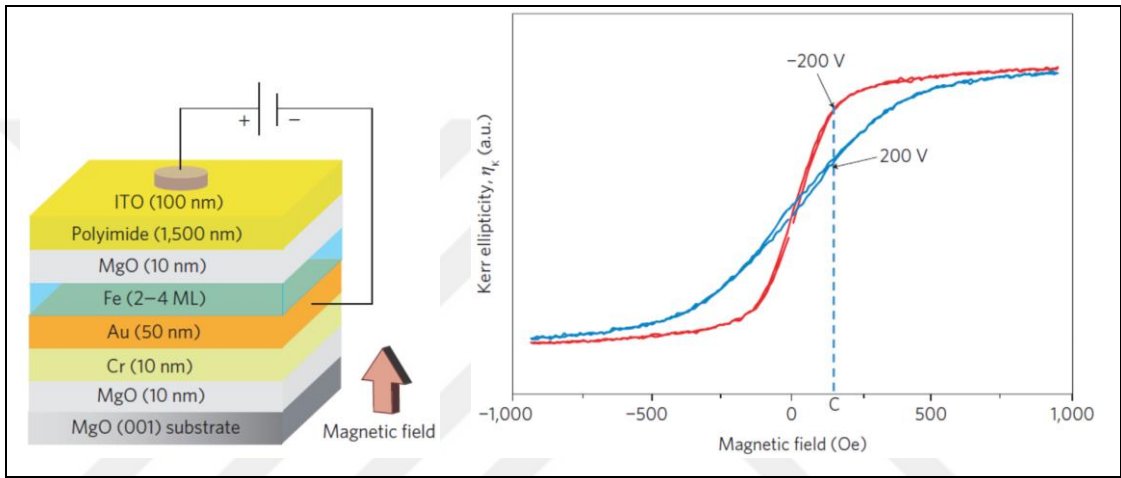 + −
ITO (100 nm)
Polyimide (1,500 nm)
MgO (10 nm)
Fe (2–4 ML)
Au (50 nm)
Cr (10 nm)
MgO (10 nm)
MgO (001) substrate
Magnetic field
Kerr ellipticity, ηK (a.u.)
−200 V
200 V
−1,000 −500 0 C 500 1,000
Magnetic field (Oe)